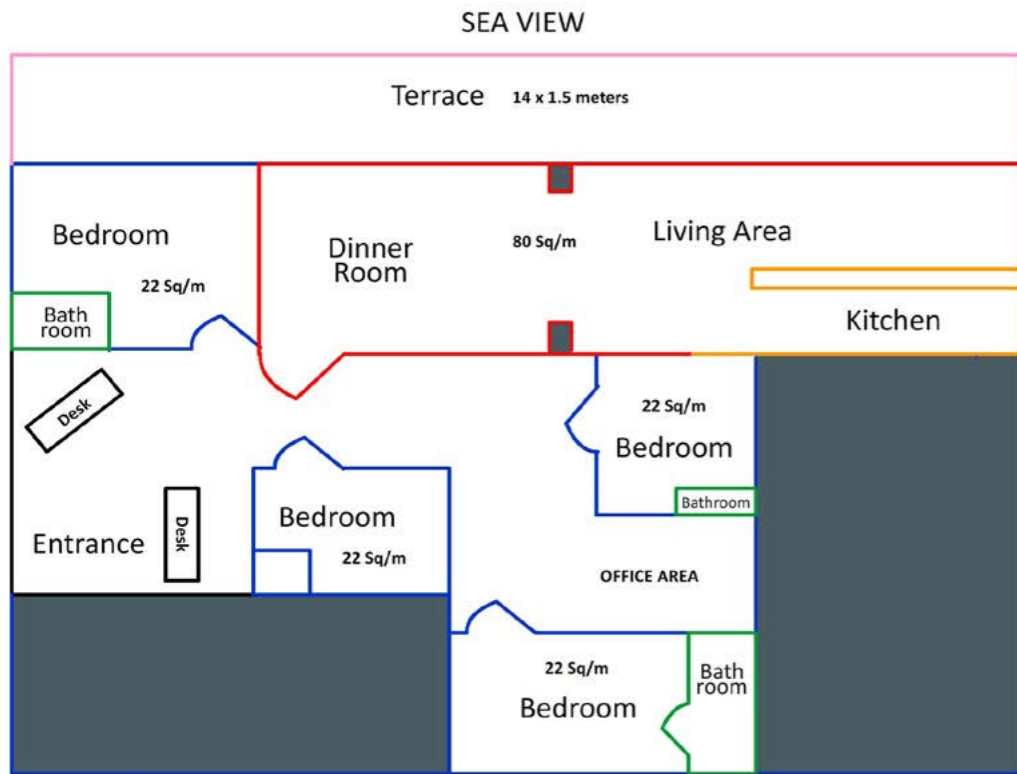 SEA VIEW
Terrace 14 x 1.5 meters
Bedroom
22 Sq/m
Bath
room
Dinner
Room
80 Sq/m
Living Area
Kitchen
Desk
Entrance
Desk
Bedroom
22 Sq/m
22 Sq/m
Bedroom
Bathroom
OFFICE AREA
22 Sq/m
Bedroom
Bath
room